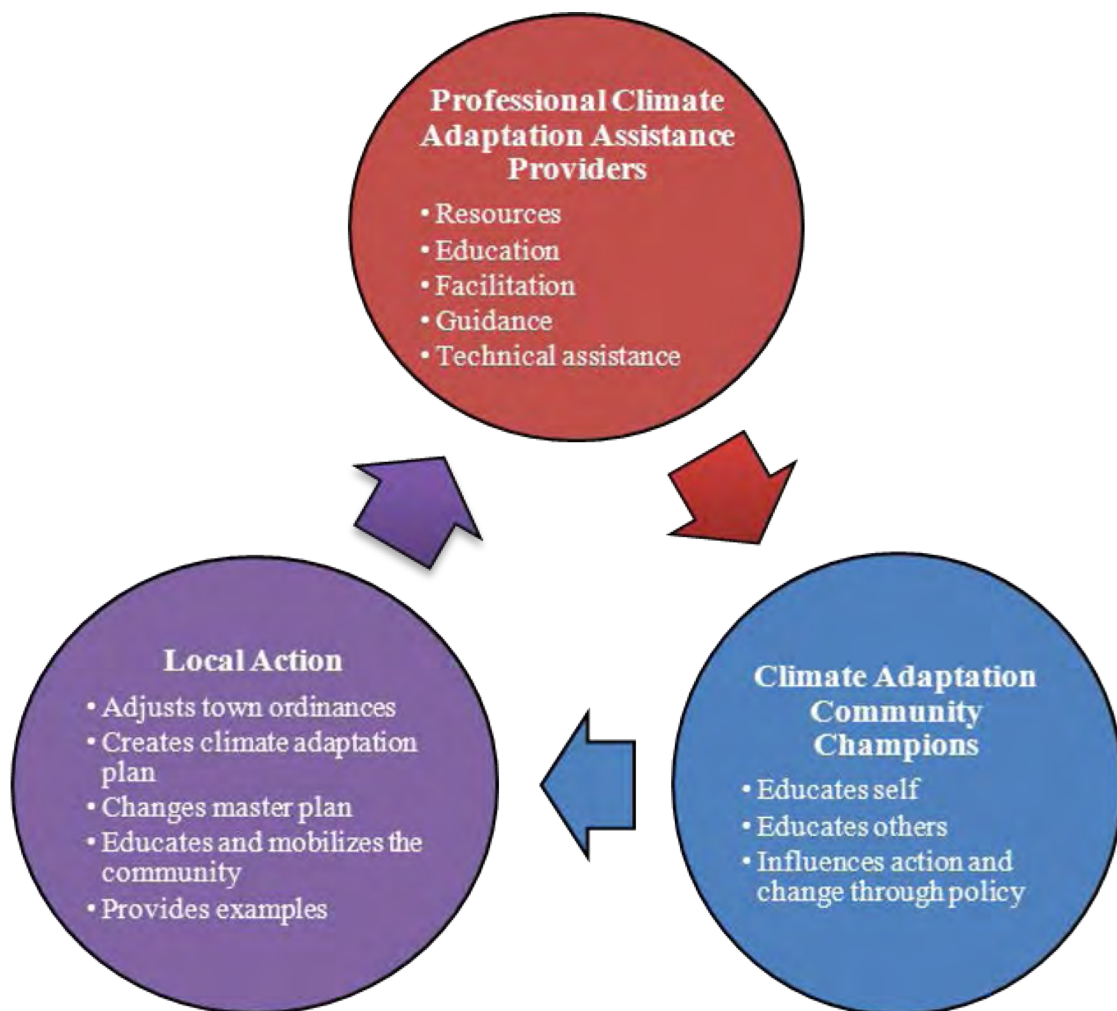 Professional Climate
Adaptation Assistance
Providers
• Resources
• Education
• Facilitation
• Guidance
• Technical assistance
Climate Adaptation
Community
Champions
• Educates self
• Educates others
• Influences action and
change through policy
Local Action
• Adjusts town ordinances
• Creates climate adaptation
plan
• Changes master plan
• Educates and mobilizes the
community
• Provides examples